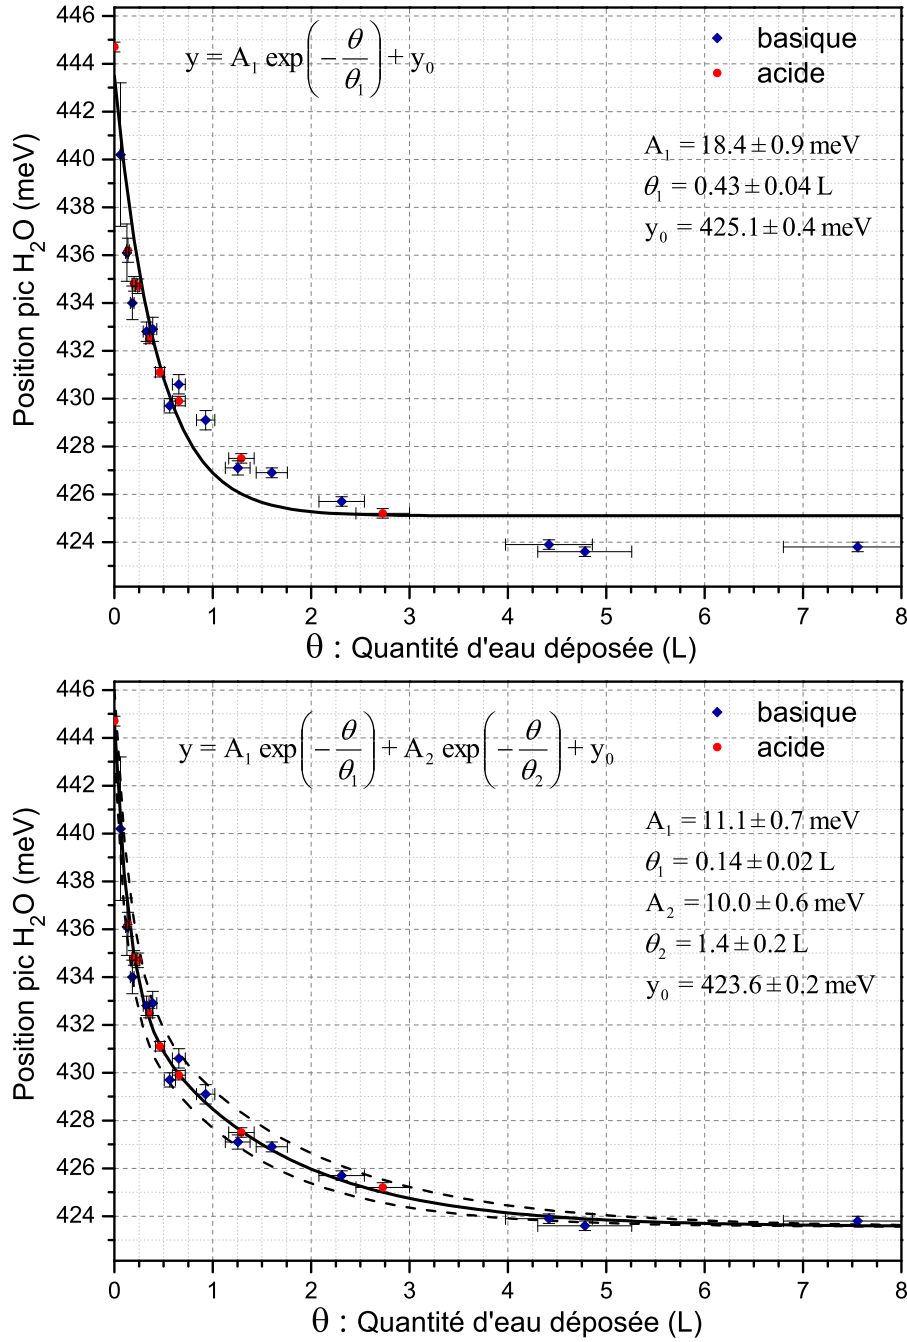 446
444
442
440
438
436
434
432
430
428
426
424
Position pic H₂O (meV)
y = A₁ exp(−θ/θ₁) + y₀
basique
acide
A₁ = 18.4 ± 0.9 meV
θ₁ = 0.43 ± 0.04 L
y₀ = 425.1 ± 0.4 meV
0 1 2 3 4 5 6 7 8
θ : Quantité d'eau déposée (L)
446
444
442
440
438
436
434
432
430
428
426
424
Position pic H₂O (meV)
y = A₁ exp(−θ/θ₁) + A₂ exp(−θ/θ₂) + y₀
basique
acide
A₁ = 11.1 ± 0.7 meV
θ₁ = 0.14 ± 0.02 L
A₂ = 10.0 ± 0.6 meV
θ₂ = 1.4 ± 0.2 L
y₀ = 423.6 ± 0.2 meV
0 1 2 3 4 5 6 7 8
θ : Quantité d'eau déposée (L)